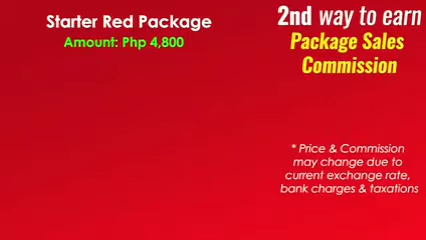 Starter Red Package
Amount: Php 4,800
2nd way to earn
Package Sales
Commission
* Price & Commission
may change due to
current exchange rate,
bank charges & taxations